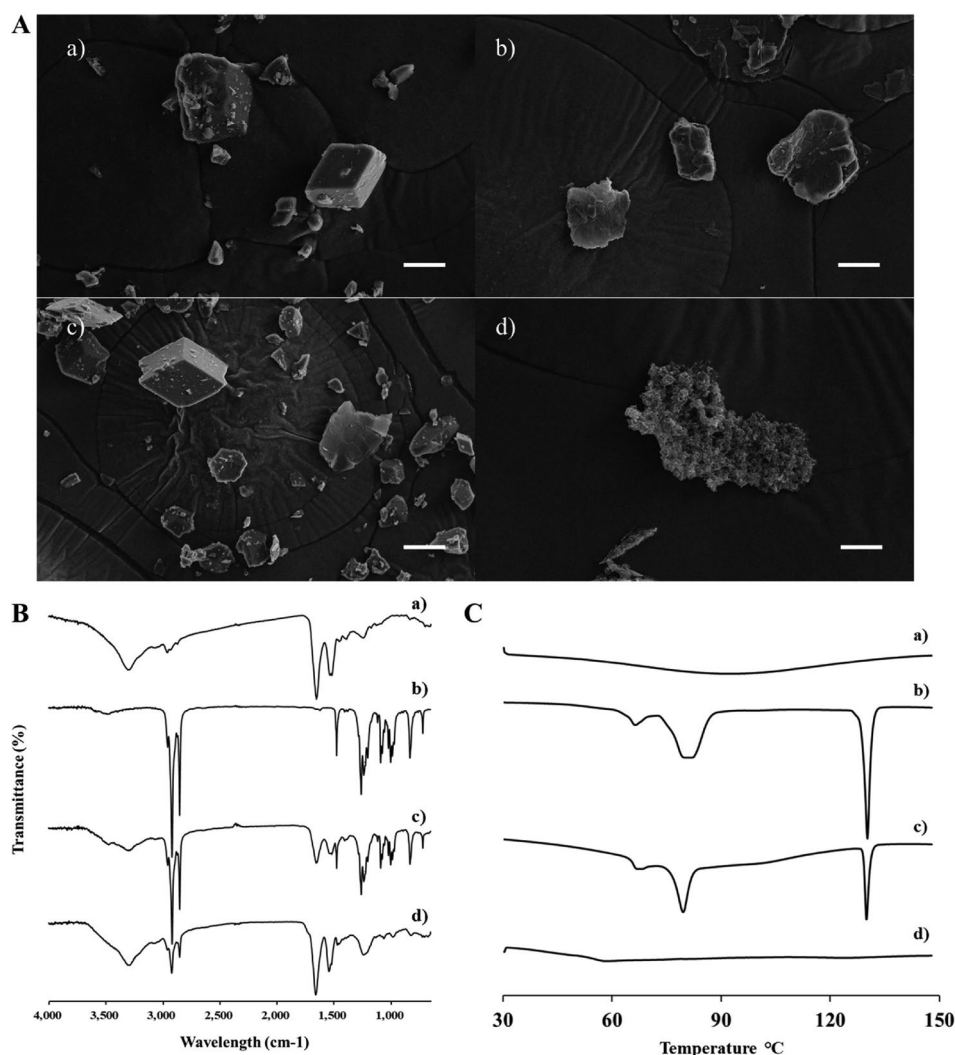 A
a)
b)
c)
d)
B
a)
b)
c)
d)
Transmittance (%)
4,000 3,500 3,000 2,500 2,000 1,500 1,000
Wavelength (cm-1)
C
a)
b)
c)
d)
30 60 90 120 150
Temperature °C